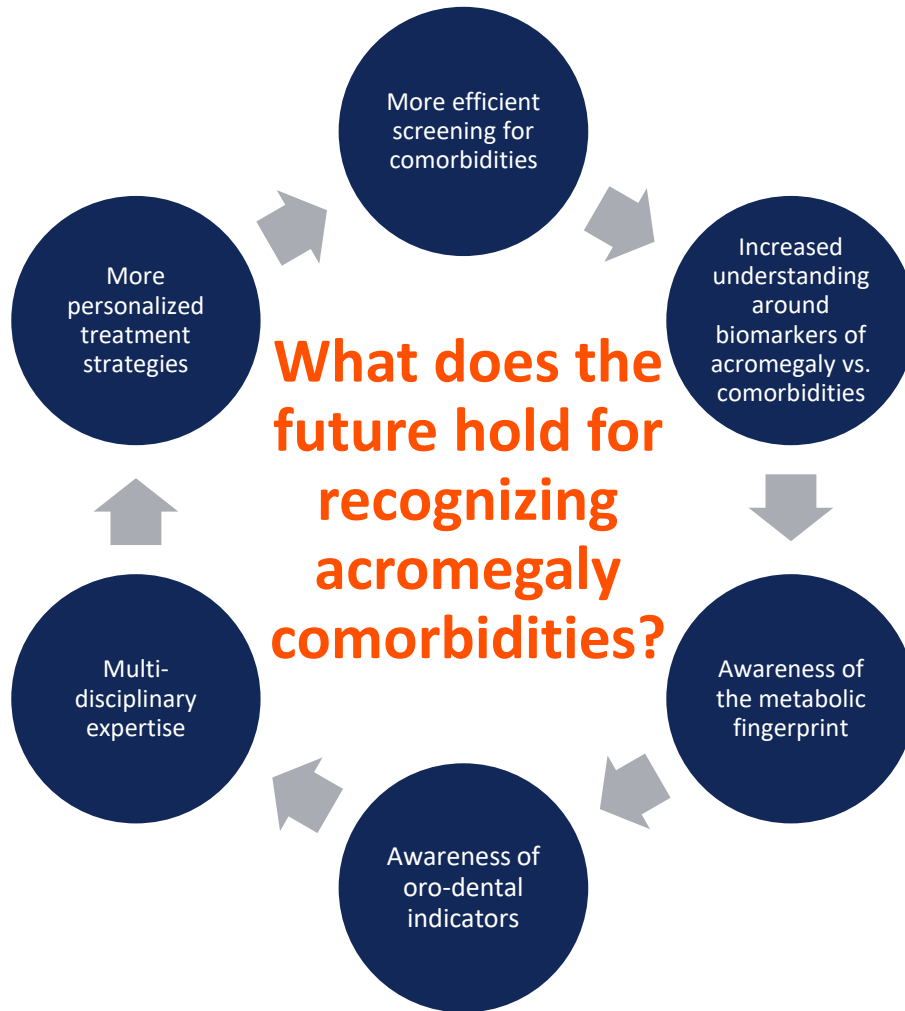 More efficient
screening for
comorbidities
Increased
understanding
around
biomarkers of
acromegaly vs.
comorbidities
Awareness of
the metabolic
fingerprint
Awareness of
oro-dental
indicators
Multi-
disciplinary
expertise
More
personalized
treatment
strategies
What does the
future hold for
recognizing
acromegaly
comorbidities?